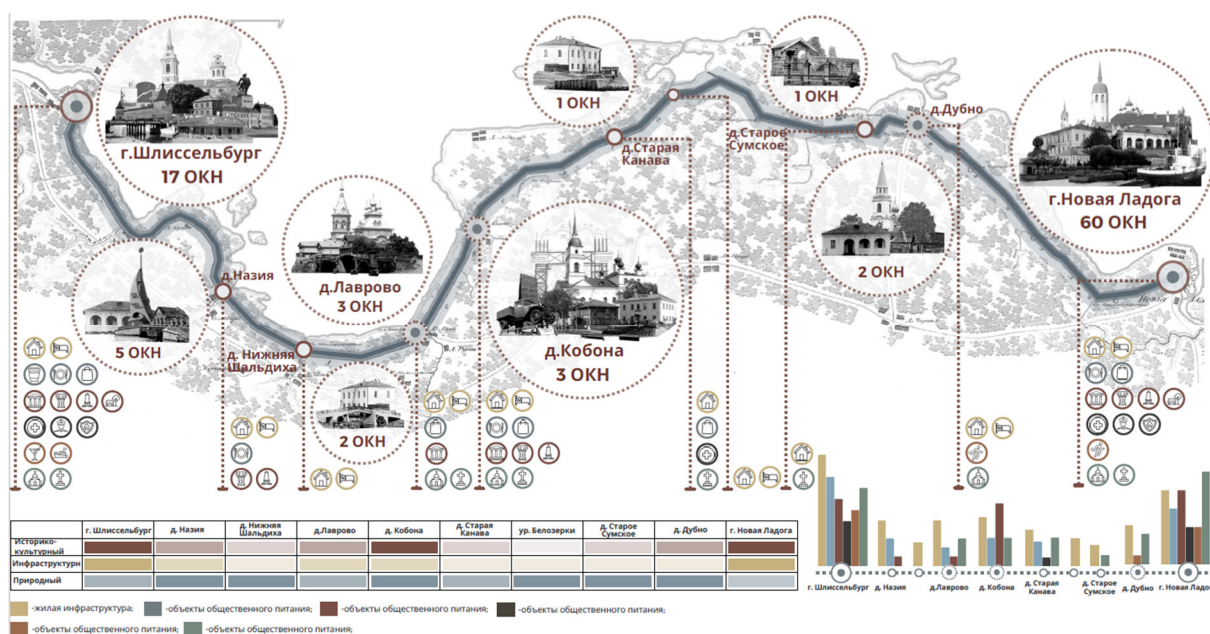 1 ОКН
1 ОКН
д.Дубно
г.Шлиссельбург
17 ОКН
д.Старая
Канава
д.Старое
Сумское
г.Новая Ладога
60 ОКН
д.Назия
д.Лаврово
3 ОКН
2 ОКН
5 ОКН
д. Нижняя
Шальдиха
д.Кобона
3 ОКН
2 ОКН
г. Шлиссельбург д. Назия д. Нижняя Шальдиха д.Лаврово д. Кобона д. Старая Канава ур. Белозерки д. Старое Сумское д. Дубно г. Новая Ладога
Историко-
культурный
Инфраструктурн
Природный
г. Шлиссельбург д. Назия д.Лаврово д. Кобона д. Старая Канава д. Старое Сумское д. Дубно г. Новая Ладог
-жилая инфраструктура; -объекты общественного питания; -объекты общественного питания; -объекты общественного питания;
-объекты общественного питания; -объекты общественного питания;